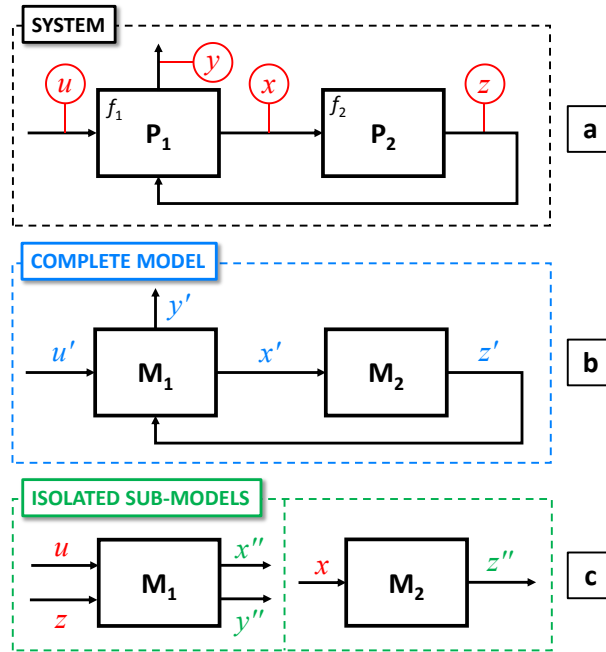 SYSTEM
u
y
x
z
f₁
P₁
f₂
P₂
a
COMPLETE MODEL
y'
u'
M₁
x'
M₂
z'
b
ISOLATED SUB-MODELS
u
z
M₁
x''
y''
x
M₂
z''
c